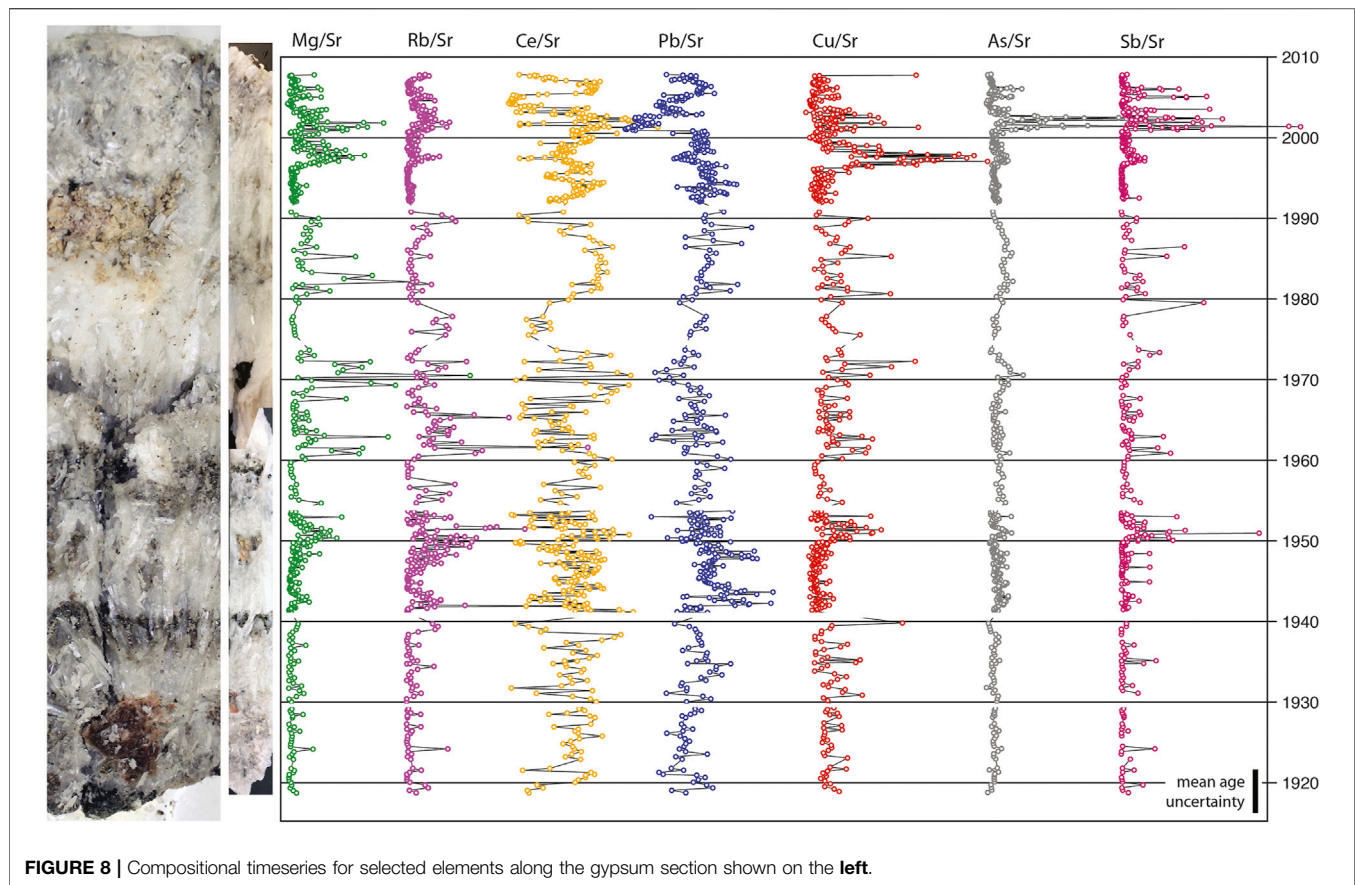 Mg/Sr Rb/Sr Ce/Sr Pb/Sr Cu/Sr As/Sr Sb/Sr
2010
2000
1990
1980
1970
1960
1950
1940
1930
1920
mean age
uncertainty
FIGURE 8 | Compositional timeseries for selected elements along the gypsum section shown on the left.